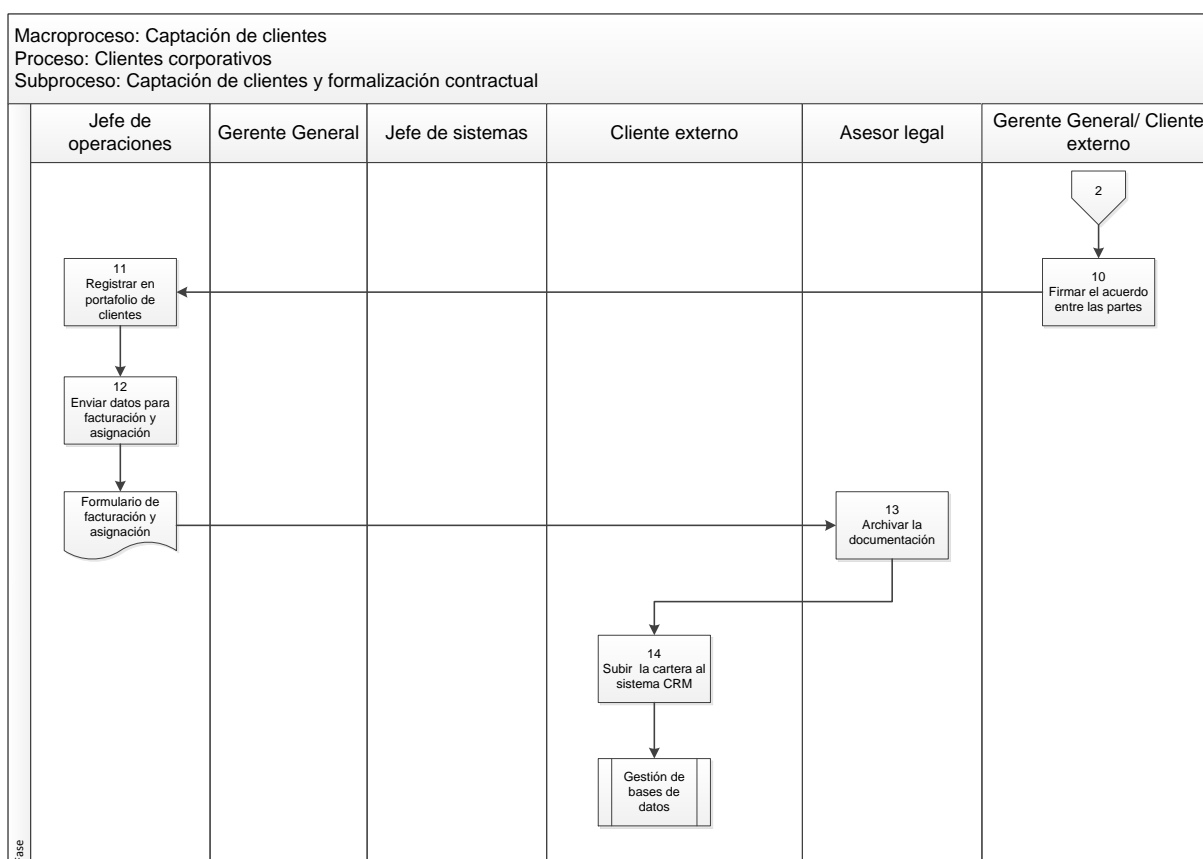 Macroproceso: Captación de clientes
Proceso: Clientes corporativos
Subproceso: Captación de clientes y formalización contractual
Jefe de
operaciones
Gerente General
Jefe de sistemas
Cliente externo
Asesor legal
Gerente General/ Cliente
externo
2
11
Registrar en
portafolio de
clientes
10
Firmar el acuerdo
entre las partes
12
Enviar datos para
facturación y
asignación
Formulario de
facturación y
asignación
13
Archivar la
documentación
14
Subir la cartera al
sistema CRM
Gestión de
bases de
datos
Fase